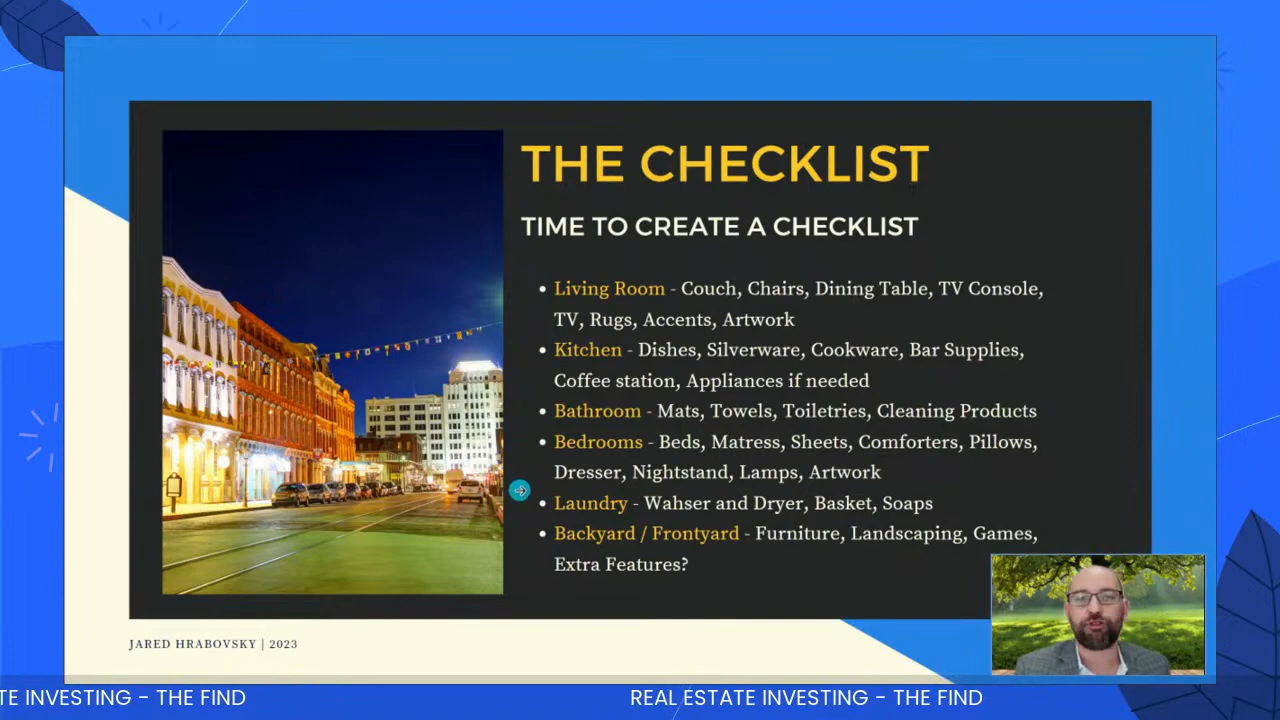 THE CHECKLIST
TIME TO CREATE A CHECKLIST
• Living Room - Couch, Chairs, Dining Table, TV Console,
TV, Rugs, Accents, Artwork
• Kitchen - Dishes, Silverware, Cookware, Bar Supplies,
Coffee station, Appliances if needed
• Bathroom - Mats, Towels, Toiletries, Cleaning Products
• Bedrooms - Beds, Matress, Sheets, Comforters, Pillows,
Dresser, Nightstand, Lamps, Artwork
• Laundry - Wahser and Dryer, Basket, Soaps
• Backyard / Frontyard - Furniture, Landscaping, Games,
Extra Features?
JARED HRABOVSKY | 2023
TE INVESTING - THE FIND
REAL ESTATE INVESTING - THE FIND